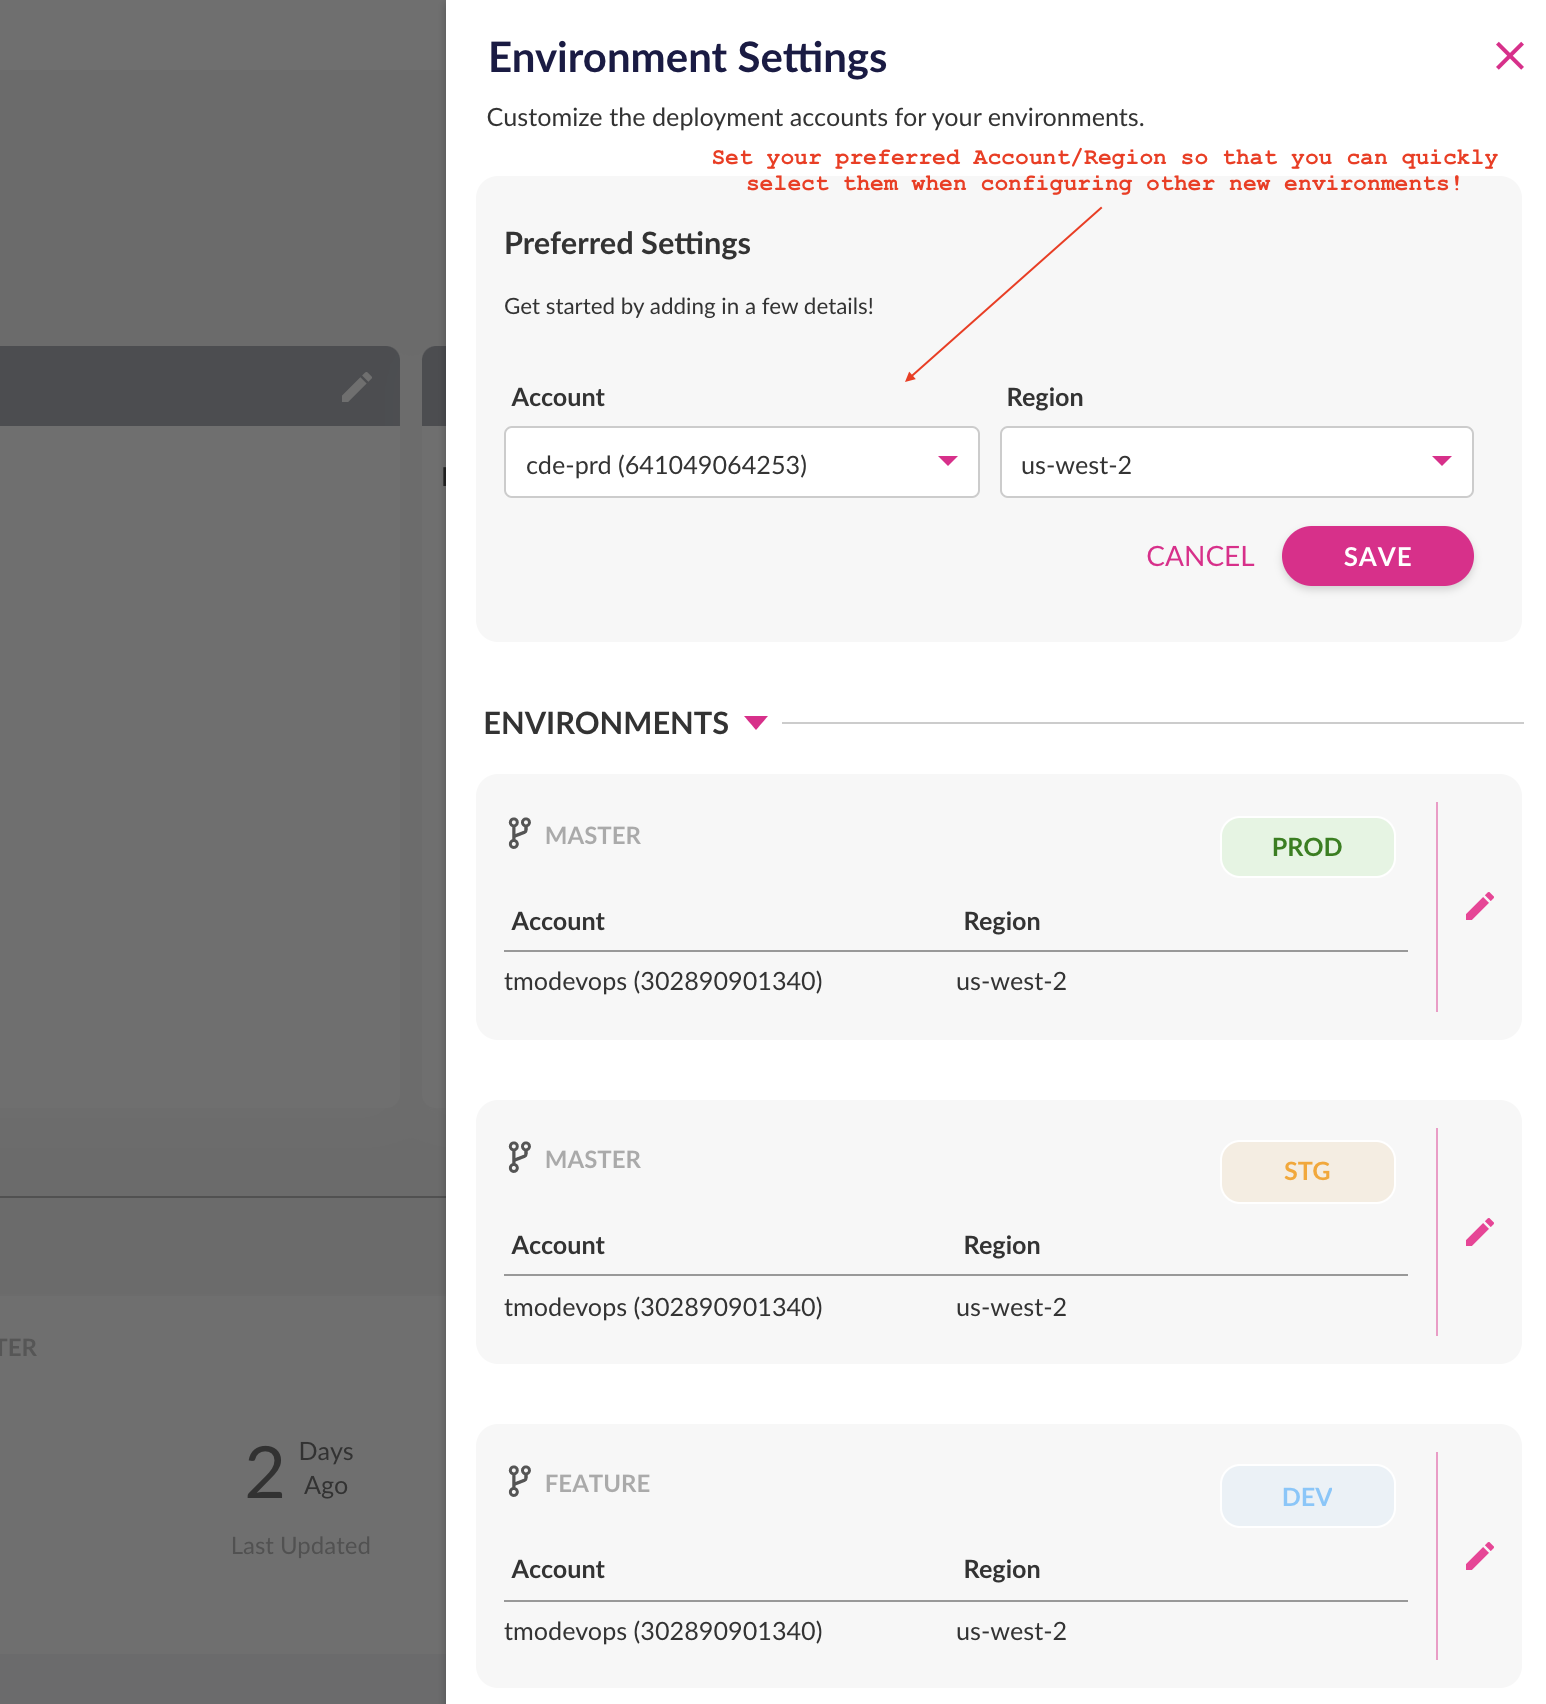 Environment Settings
Customize the deployment accounts for your environments.
Set your preferred Account/Region so that you can quickly
select them when configuring other new environments!
Preferred Settings
Get started by adding in a few details!
Account Region
cde-prd (641049064253) us-west-2
CANCEL SAVE
ENVIRONMENTS
MASTER PROD
Account Region
tmodevops (302890901340) us-west-2
MASTER STG
Account Region
tmodevops (302890901340) us-west-2
TER
2 Days
Ago
Last Updated
FEATURE DEV
Account Region
tmodevops (302890901340) us-west-2